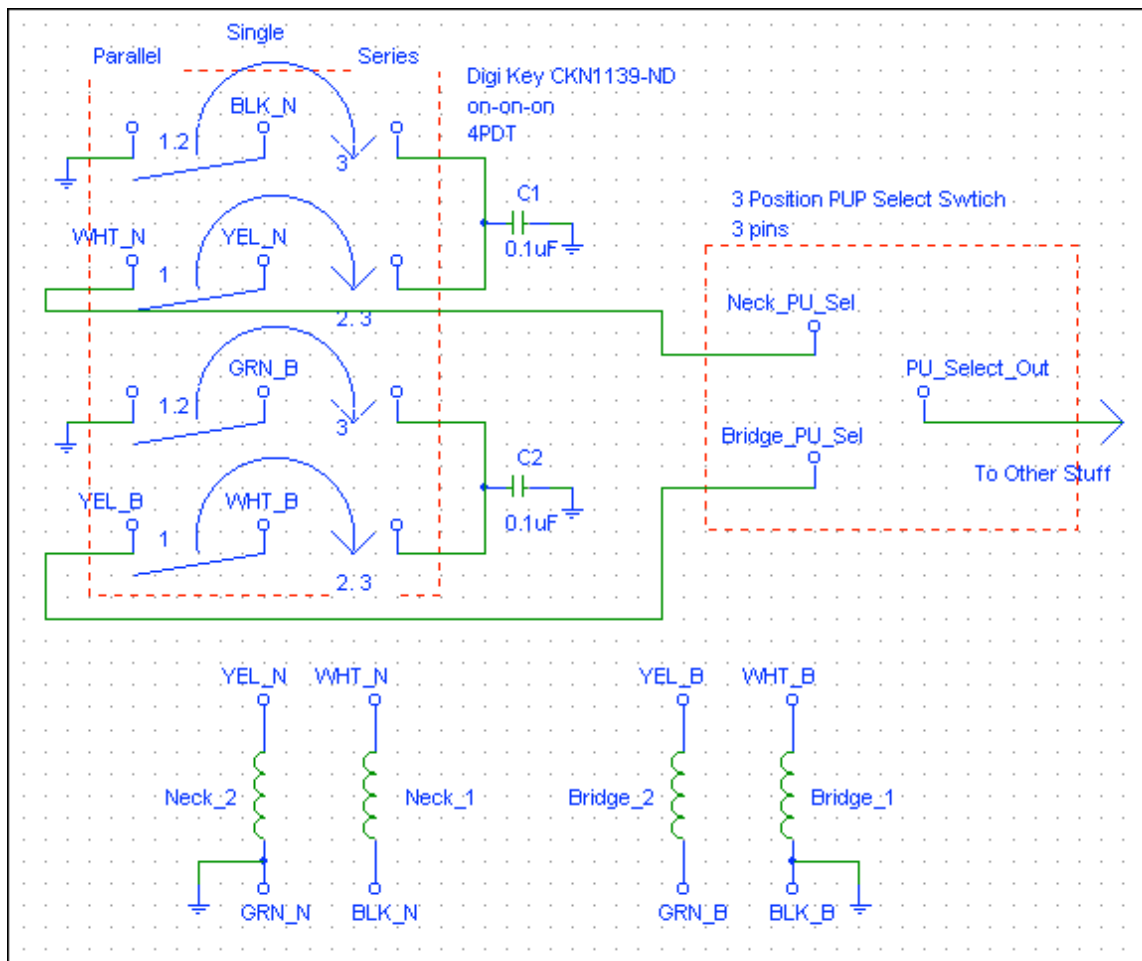 Single
Parallel
Series
Digi Key CKN1139-ND
on-on-on
4PDT
BLK_N
1.2
3
C1
0.1uF
3 Position PUP Select Swtich
3 pins
WHT_N
YEL_N
1
2. 3
Neck_PU_Sel
GRN_B
PU_Select_Out
1.2
3
Bridge_PU_Sel
C2
To Other Stuff
0.1uF
YEL_B
WHT_B
1
2. 3
YEL_N
WHT_N
YEL_B
WHT_B
Neck_2
Neck_1
Bridge_2
Bridge_1
GRN_N
BLK_N
GRN_B
BLK_B